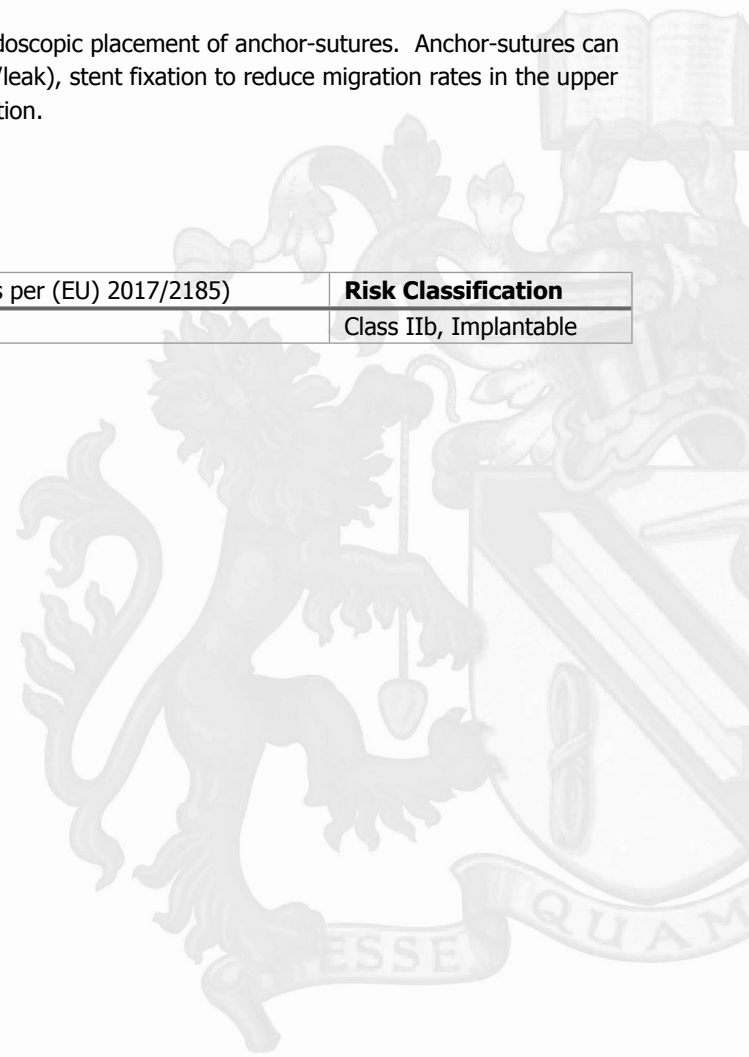 doscopic placement of anchor-sutures. Anchor-sutures can
/leak), stent fixation to reduce migration rates in the upper
tion.
s per (EU) 2017/2185) Risk Classification
Class IIb, Implantable
ESSE QUAM